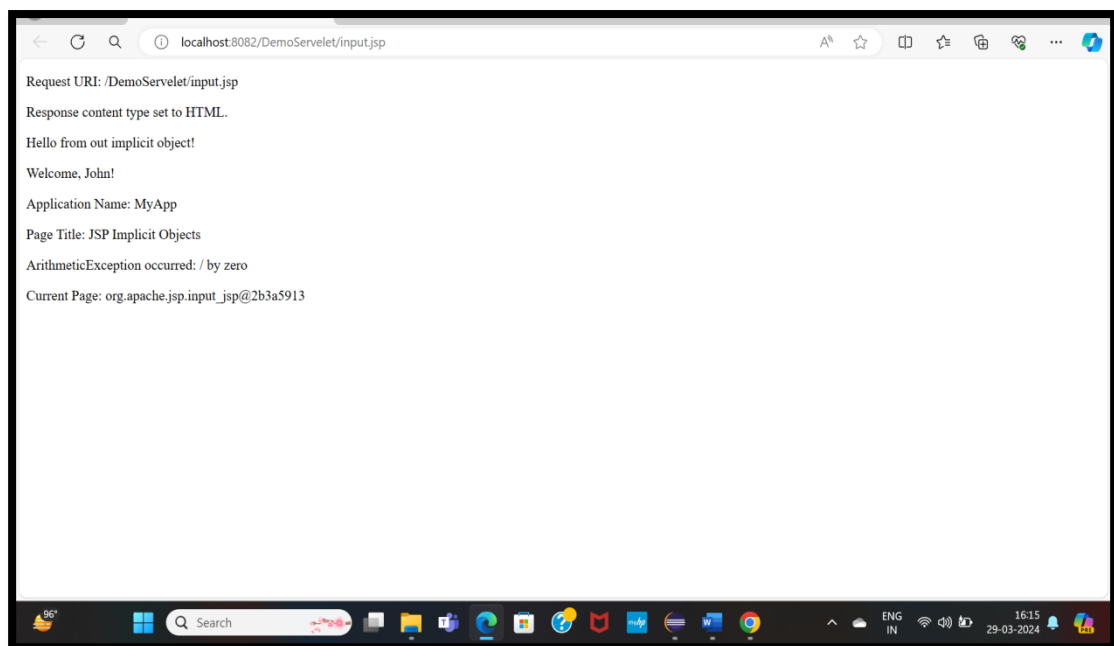 localhost:8082/DemoServelet/input.jsp
Request URI: /DemoServelet/input.jsp
Response content type set to HTML.
Hello from out implicit object!
Welcome, John!
Application Name: MyApp
Page Title: JSP Implicit Objects
ArithmeticException occurred: / by zero
Current Page: org.apache.jsp.input_jsp@2b3a5913
96°
Search
ENG
IN
16:15
29-03-2024